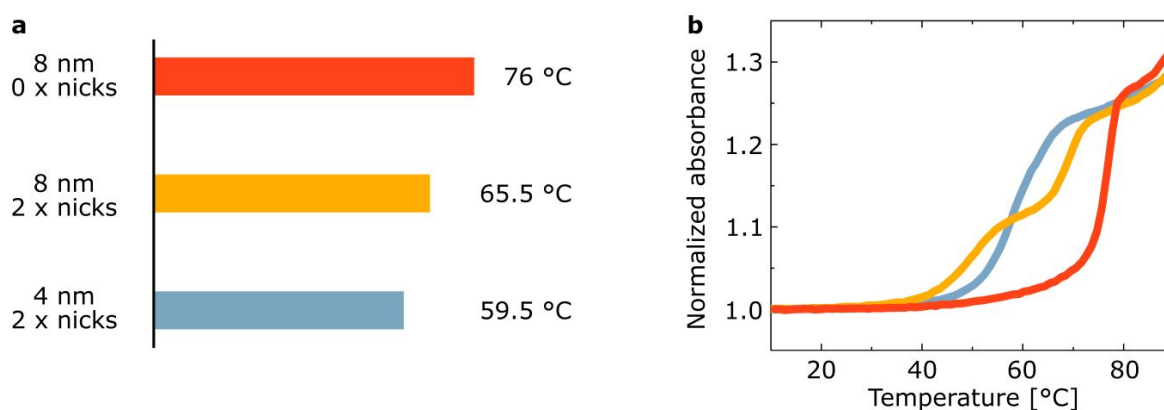 a
8 nm
0 x nicks
76 °C
8 nm
2 x nicks
65.5 °C
4 nm
2 x nicks
59.5 °C
b
Normalized absorbance
1.3
1.2
1.1
1.0
20 40 60 80
Temperature [°C]